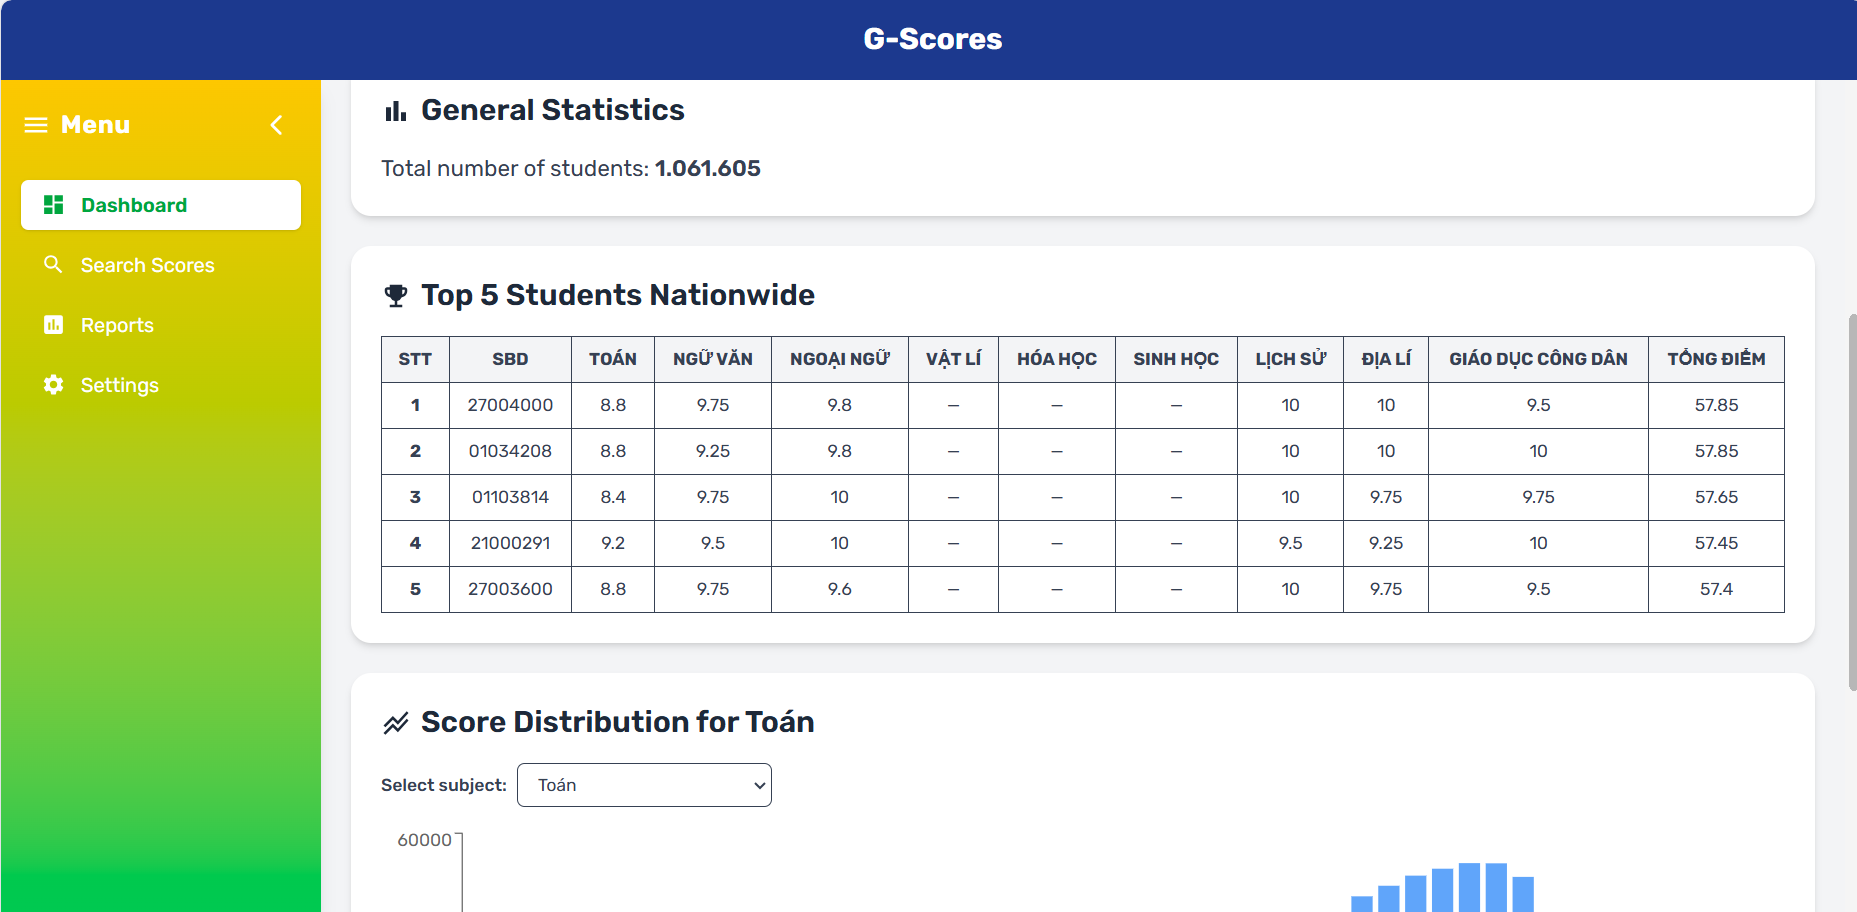 G-Scores
Menu
Dashboard
Search Scores
Reports
Settings
General Statistics
Total number of students: 1.061.605
Top 5 Students Nationwide
STT SBD TOÁN NGỮ VĂN NGOẠI NGỮ VẬT LÍ HÓA HỌC SINH HỌC LỊCH SỬ ĐỊA LÍ GIÁO DỤC CÔNG DÂN TỔNG ĐIỂM
1 27004000 8.8 9.75 9.8 — — — 10 10 9.5 57.85
2 01034208 8.8 9.25 9.8 — — — 10 10 10 57.85
3 01103814 8.4 9.75 10 — — — 10 9.75 9.75 57.65
4 21000291 9.2 9.5 10 — — — 9.5 9.25 10 57.45
5 27003600 8.8 9.75 9.6 — — — 10 9.75 9.5 57.4
Score Distribution for Toán
Select subject: Toán
60000